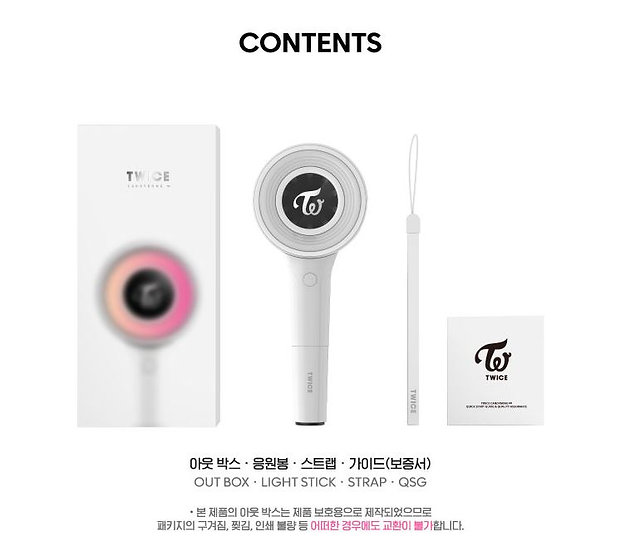 CONTENTS
TWICE
TWICE
TWICE
TWICE
아웃 박스 · 응원봉 · 스트랩 · 가이드(보증서)
OUT BOX · LIGHT STICK · STRAP · QSG
• 본 제품의 아웃 박스는 제품 보호용으로 제작되었으므로
패키지의 구겨짐, 찢김, 인쇄 불량 등 어떠한 경우에도 교환이 불가합니다.